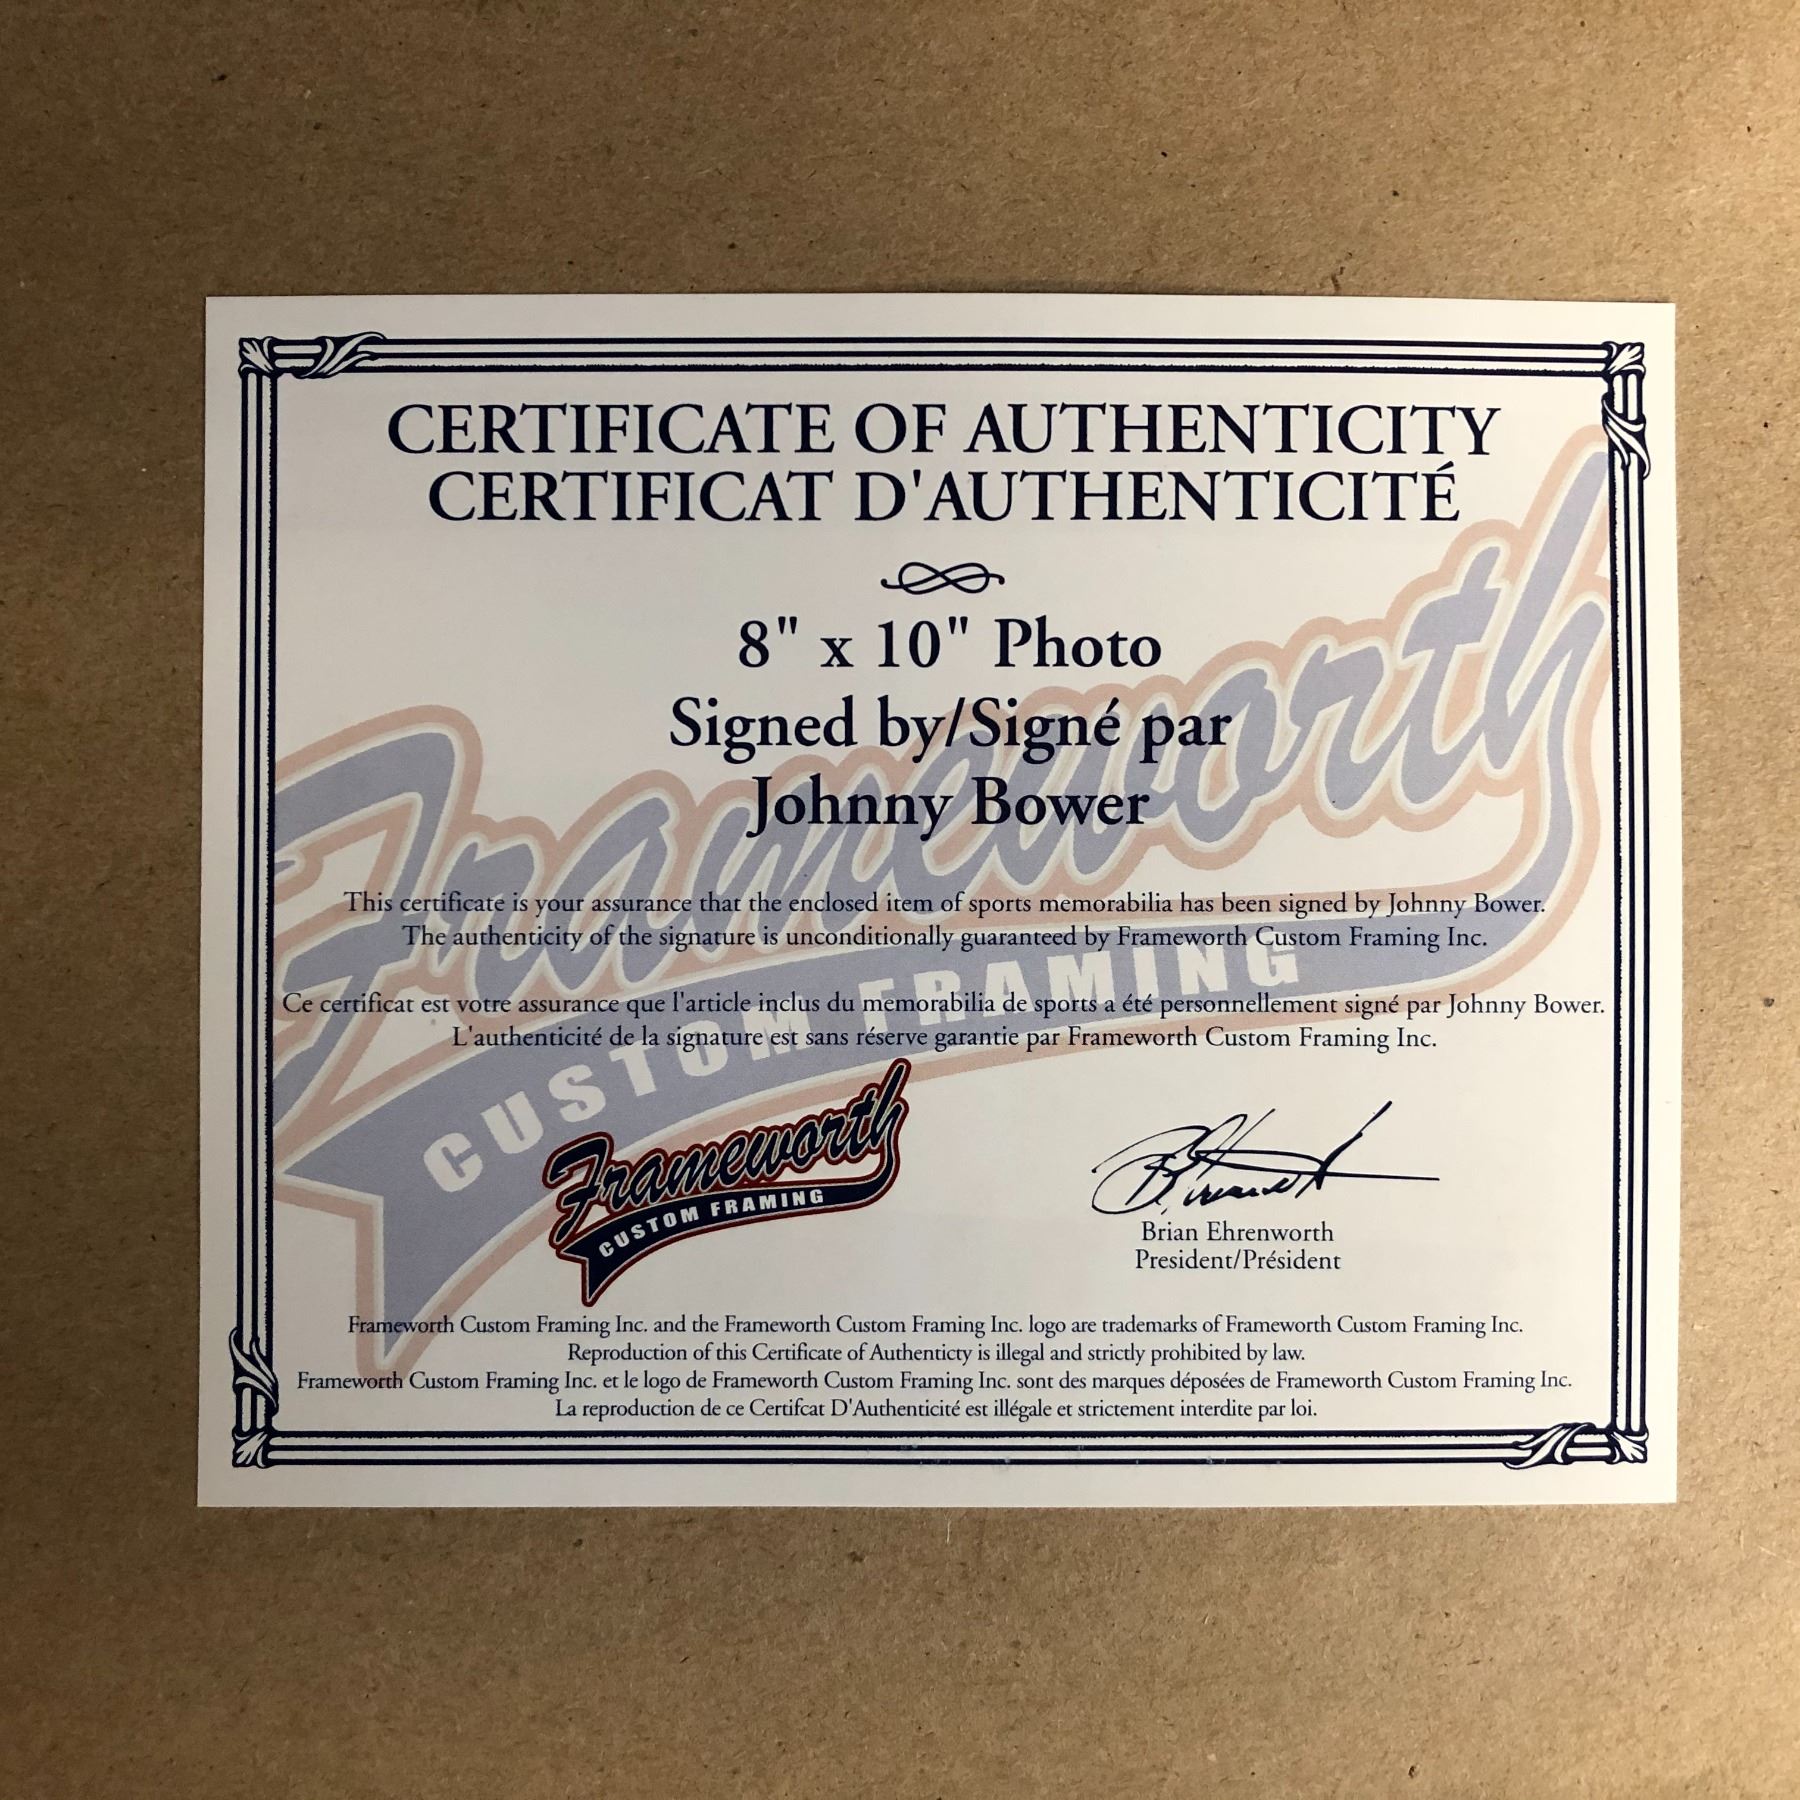 CERTIFICATE OF AUTHENTICITY
CERTIFICAT D'AUTHENTICITÉ
8" x 10" Photo
Signed by/Signé par
Johnny Bower
This certificate is your assurance that the enclosed item of sports memorabilia has been signed by Johnny Bower.
The authenticity of the signature is unconditionally guaranteed by Frameworth Custom Framing Inc.
Ce certificat est votre assurance que l'article inclus du memorabilia de sports a été personnellement signé par Johnny Bower.
L'authenticité de la signature est sans réserve garantie par Frameworth Custom Framing Inc.
Frameworth
CUSTOM FRAMING
Frameworth
CUSTOM FRAMING
Brian Ehrenworth
President/Président
Frameworth Custom Framing Inc. and the Frameworth Custom Framing Inc. logo are trademarks of Frameworth Custom Framing Inc.
Reproduction of this Certificate of Authenticty is illegal and strictly prohibited by law.
Frameworth Custom Framing Inc. et le logo de Frameworth Custom Framing Inc. sont des marques déposées de Frameworth Custom Framing Inc.
La reproduction de ce Certifcat D'Authenticité est illégale et strictement interdite par loi.